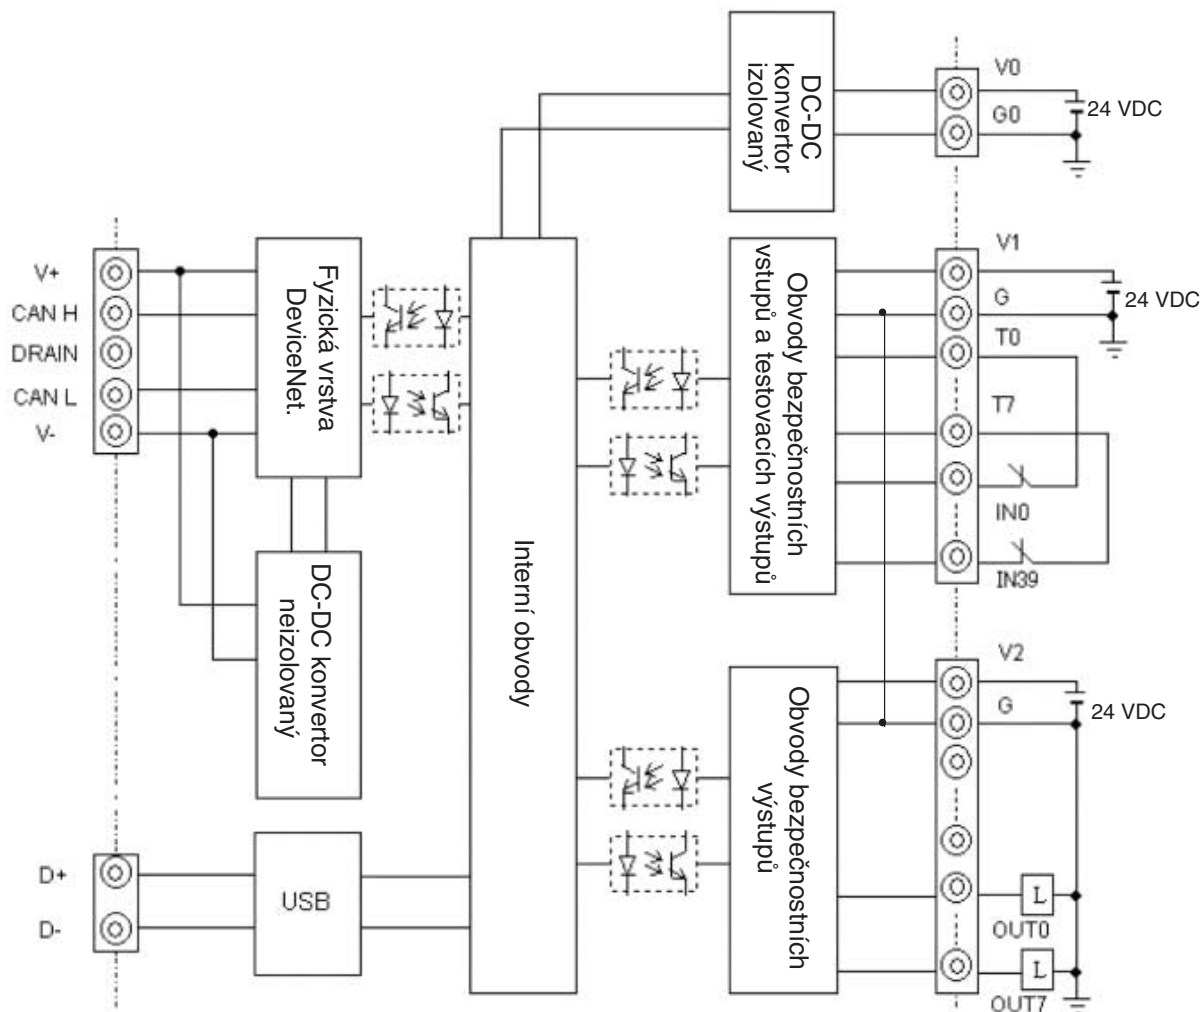 V+
CAN H
DRAIN
CAN L
V-
D+
D-
Fyzická vrstva
DeviceNet.
DC-DC konvertor
neizolovaný
USB
Interní obvody
DC-DC
konvertor
izolovaný
Obvody bezpečnostních
vstupů a testovacích výstupů
Obvody bezpečnostních
výstupů
V0
G0
24 VDC
V1
G
24 VDC
T0
T7
IN0
IN39
V2
G
24 VDC
L
OUT0
L
OUT7